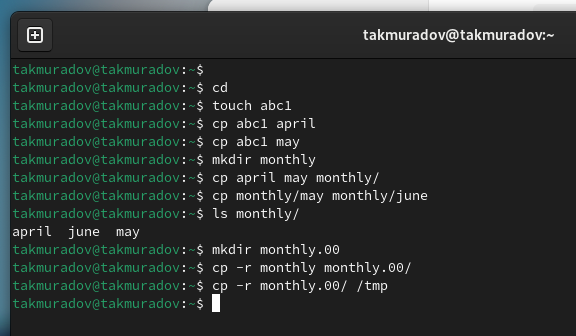 takmuradov@takmuradov:~
takmuradov@takmuradov:~$
takmuradov@takmuradov:~$ cd
takmuradov@takmuradov:~$ touch abc1
takmuradov@takmuradov:~$ cp abc1 april
takmuradov@takmuradov:~$ cp abc1 may
takmuradov@takmuradov:~$ mkdir monthly
takmuradov@takmuradov:~$ cp april may monthly/
takmuradov@takmuradov:~$ cp monthly/may monthly/june
takmuradov@takmuradov:~$ ls monthly/
april  june  may
takmuradov@takmuradov:~$ mkdir monthly.00
takmuradov@takmuradov:~$ cp -r monthly monthly.00/
takmuradov@takmuradov:~$ cp -r monthly.00/ /tmp
takmuradov@takmuradov:~$